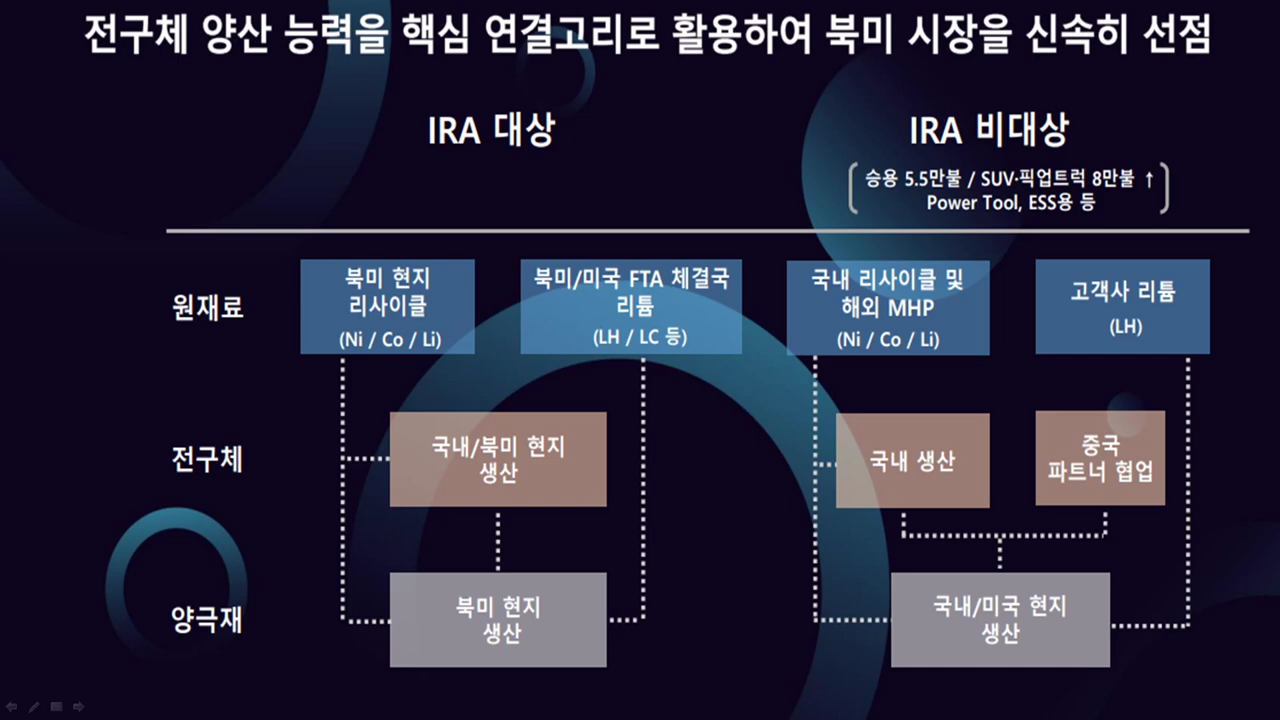 전구체 양산 능력을 핵심 연결고리로 활용하여 북미 시장을 신속히 선점
IRA 대상
IRA 비대상
승용 5.5만불 / SUV·픽업트럭 8만불 ↑
Power Tool, ESS용 등
원재료
북미 현지
리사이클
(Ni / Co / Li)
북미/미국 FTA 체결국
리튬
(LH / LC 등)
국내 리사이클 및
해외 MHP
(Ni / Co / Li)
고객사 리튬
(LH)
전구체
국내/북미 현지
생산
국내 생산
중국
파트너 협업
양극재
북미 현지
생산
국내/미국 현지
생산